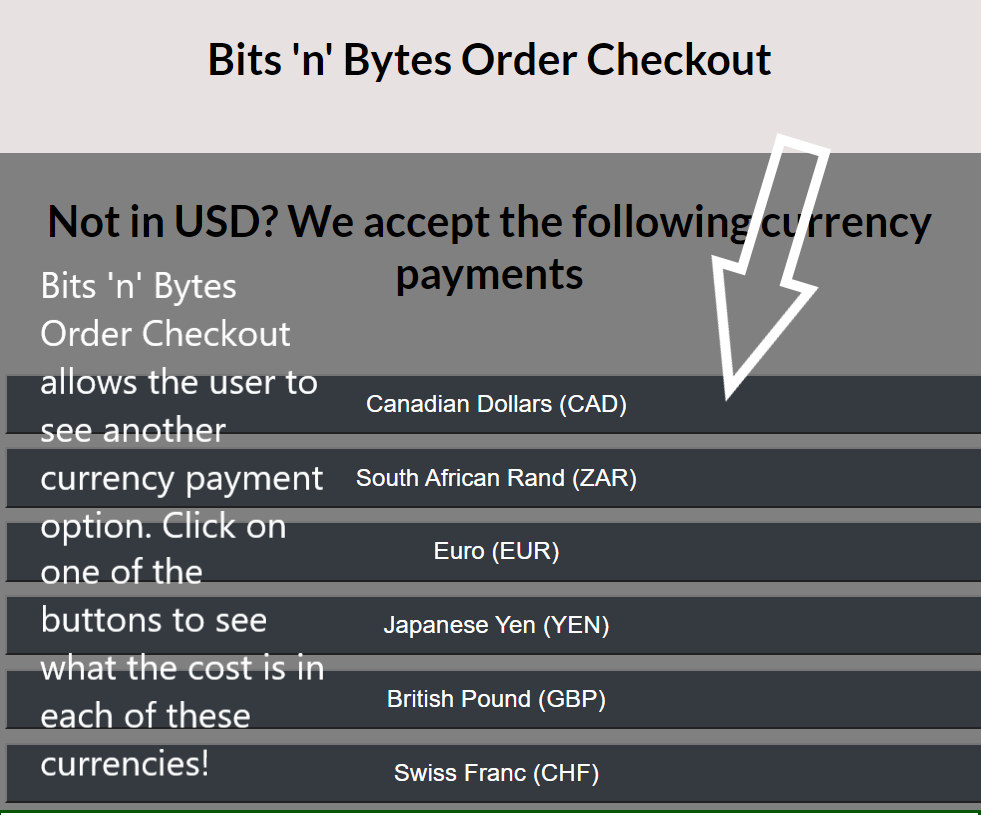 Bits 'n' Bytes Order Checkout
Not in USD? We accept the following currency
payments
Bits 'n' Bytes
Order Checkout
allows the user to
see another
currency payment
option. Click on
one of the
buttons to see
what the cost is in
each of these
currencies!
Canadian Dollars (CAD)
South African Rand (ZAR)
Euro (EUR)
Japanese Yen (YEN)
British Pound (GBP)
Swiss Franc (CHF)